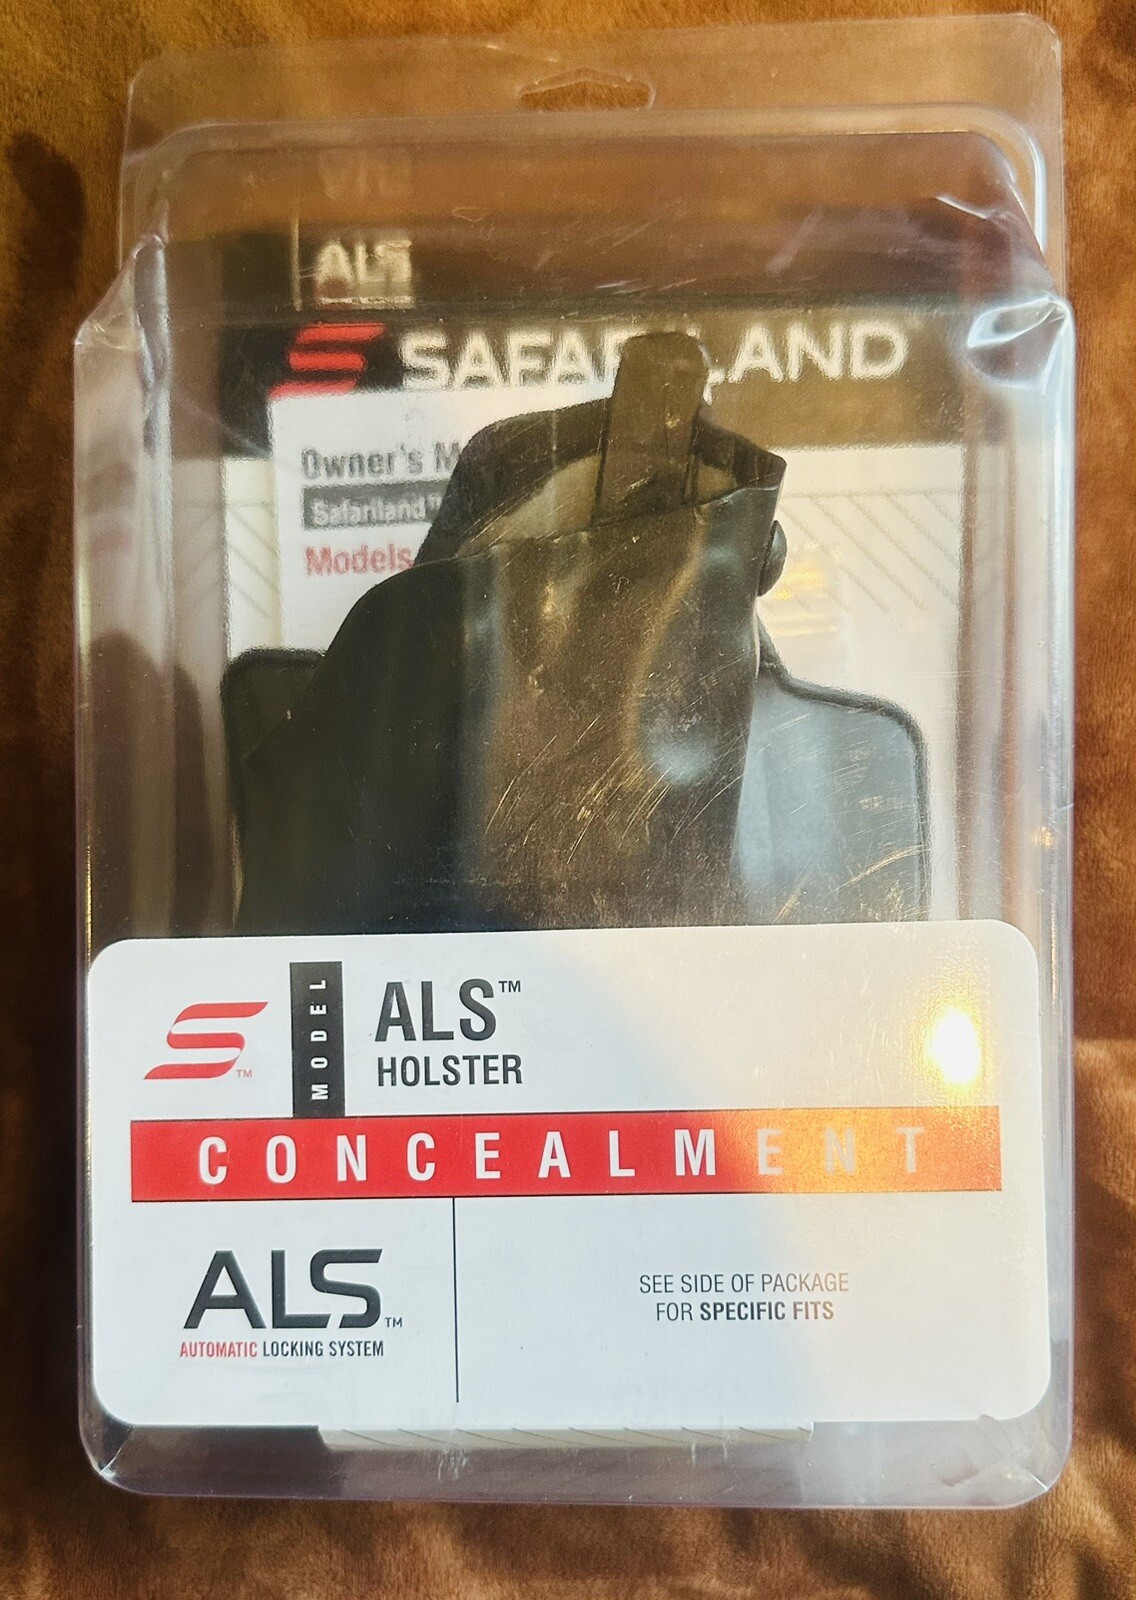 ALS
SAFARILAND
Owner's M
Safariland™
Models
MODEL
ALS™
HOLSTER
CONCEALMENT
ALS™
AUTOMATIC LOCKING SYSTEM
SEE SIDE OF PACKAGE
FOR SPECIFIC FITS